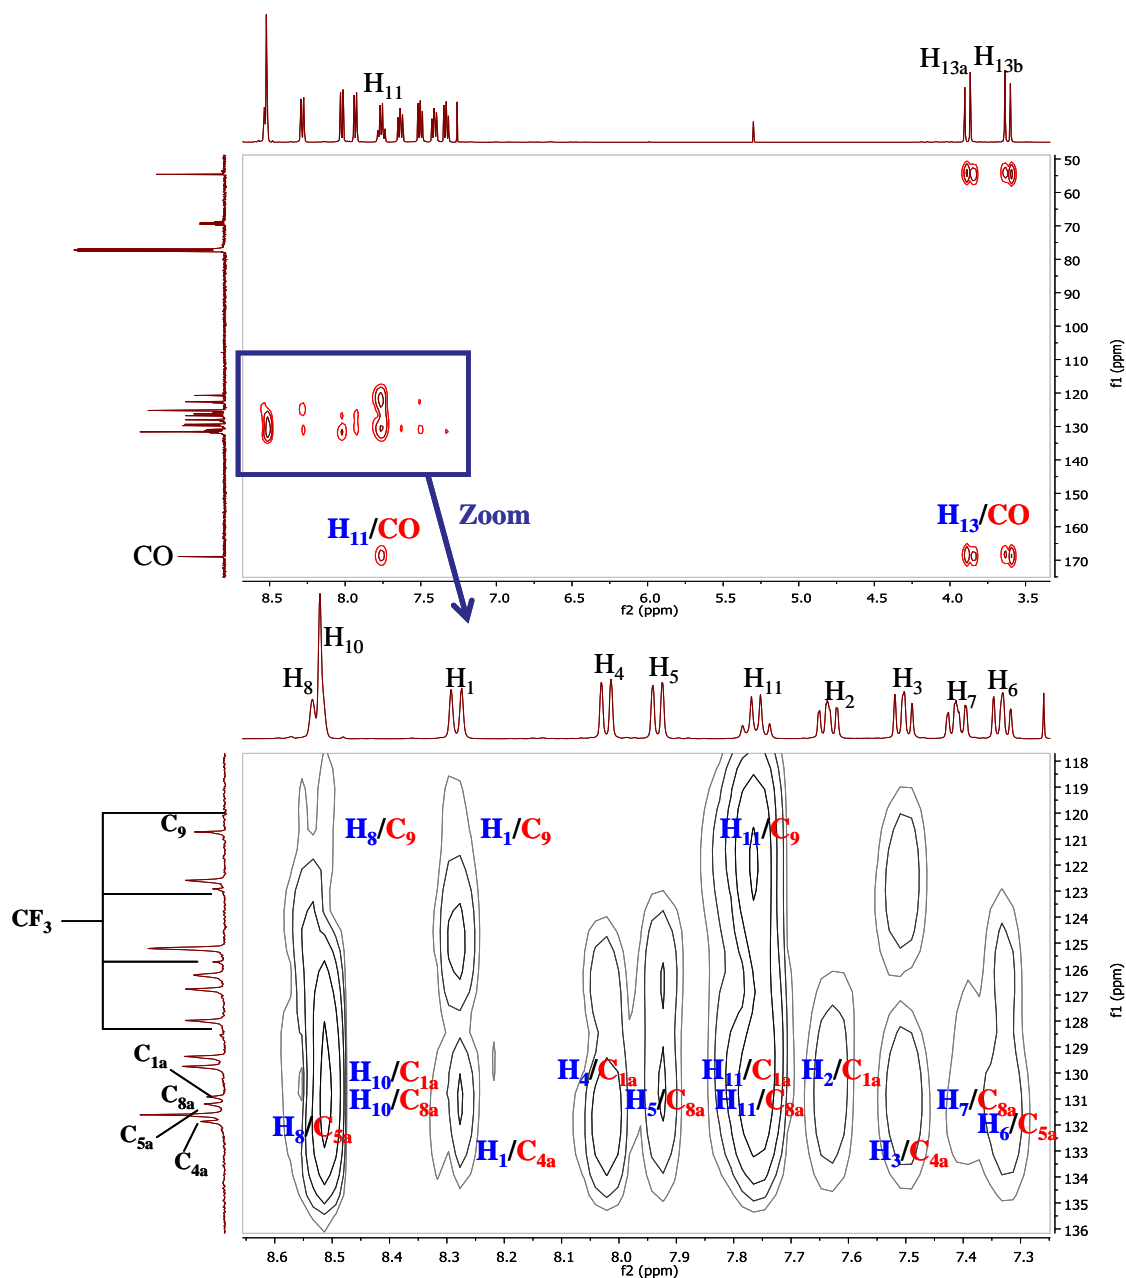 H11
H13a H13b
50
60
70
80
90
100
110
120
130
140
150
160
170
f1 (ppm)
Zoom
H11/CO
H13/CO
CO
8.5 8.0 7.5 7.0 6.5 6.0 5.5 5.0 4.5 4.0 3.5
f2 (ppm)
H8
H10
H1
H4
H5
H11
H2
H3
H7
H6
118
119
120
121
122
123
124
125
126
127
128
129
130
131
132
133
134
135
136
f1 (ppm)
C9
CF3
C1a
C8a
C5a
C4a
H8/C9
H1/C9
H11/C9
H10/C1a
H10/C8a
H8/C5a
H1/C4a
H4/C1a
H5/C8a
H11/C1a
H11/C8a
H2/C1a
H7/C8a
H6/C5a
H3/C4a
8.6 8.5 8.4 8.3 8.2 8.1 8.0 7.9 7.8 7.7 7.6 7.5 7.4 7.3
f2 (ppm)